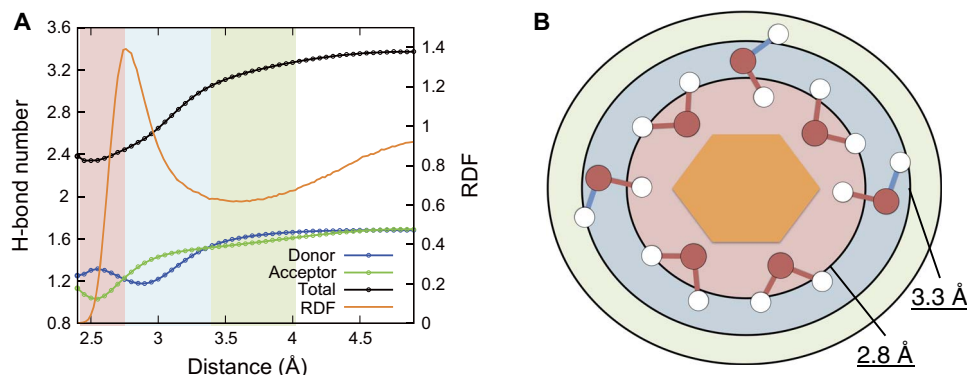 A
B
3.6
3.2
2.8
2.4
2
1.6
1.2
0.8
H-bond number
1.4
1.2
1
0.8
0.6
0.4
0.2
0
RDF
Donor
Acceptor
Total
RDF
2.5
3
3.5
4
4.5
Distance (Å)
3.3 Å
2.8 Å